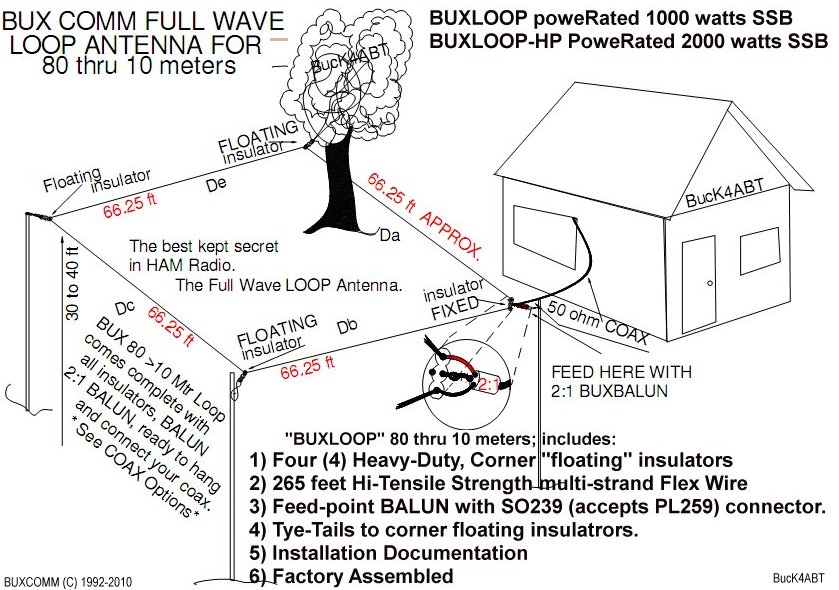 BUX COMM FULL WAVE
LOOP ANTENNA FOR
80 thru 10 meters
BUXLOOP poweRated 1000 watts SSB
BUXLOOP-HP PoweRated 2000 watts SSB
BucK4ABT
FLOATING
insulator
Floating
insulator
De
66.25 ft
66.25 ft APPROX.
Da
BucK4ABT
The best kept secret
in HAM Radio.
The Full Wave LOOP Antenna.
30 to 40 ft
Dc
66.25 ft
insulator
FIXED
50 ohm COAX
FLOATING
insulator
Db
66.25 ft
FEED HERE WITH
2:1 BUXBALUN
2:1
BUX 80 >10 Mtr Loop
comes complete with
all insulators, BALUN
2:1 BALUN, ready to hang
and connect your coax.
* See COAX Options *
"BUXLOOP" 80 thru 10 meters; includes:
1) Four (4) Heavy-Duty, Corner "floating" insulators
2) 265 feet Hi-Tensile Strength multi-strand Flex Wire
3) Feed-point BALUN with SO239 (accepts PL259) connector.
4) Tye-Tails to corner floating insulatrors.
5) Installation Documentation
6) Factory Assembled
BUXCOMM (C) 1992-2010
BucK4ABT